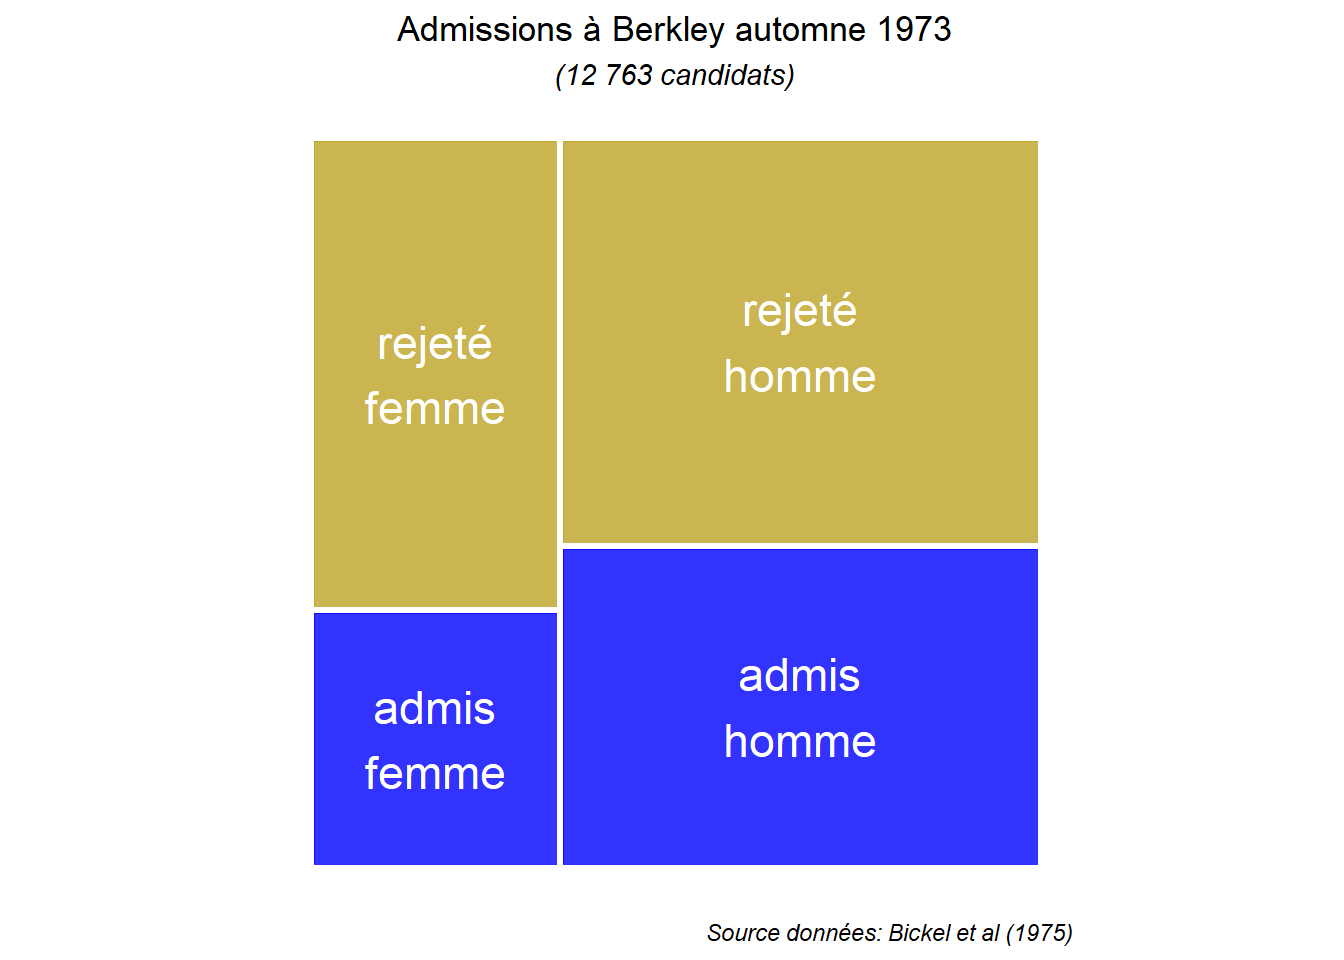 Admissions à Berkley automne 1973
(12 763 candidats)
rejeté
femme
rejeté
homme
admis
femme
admis
homme
Source données: Bickel et al (1975)